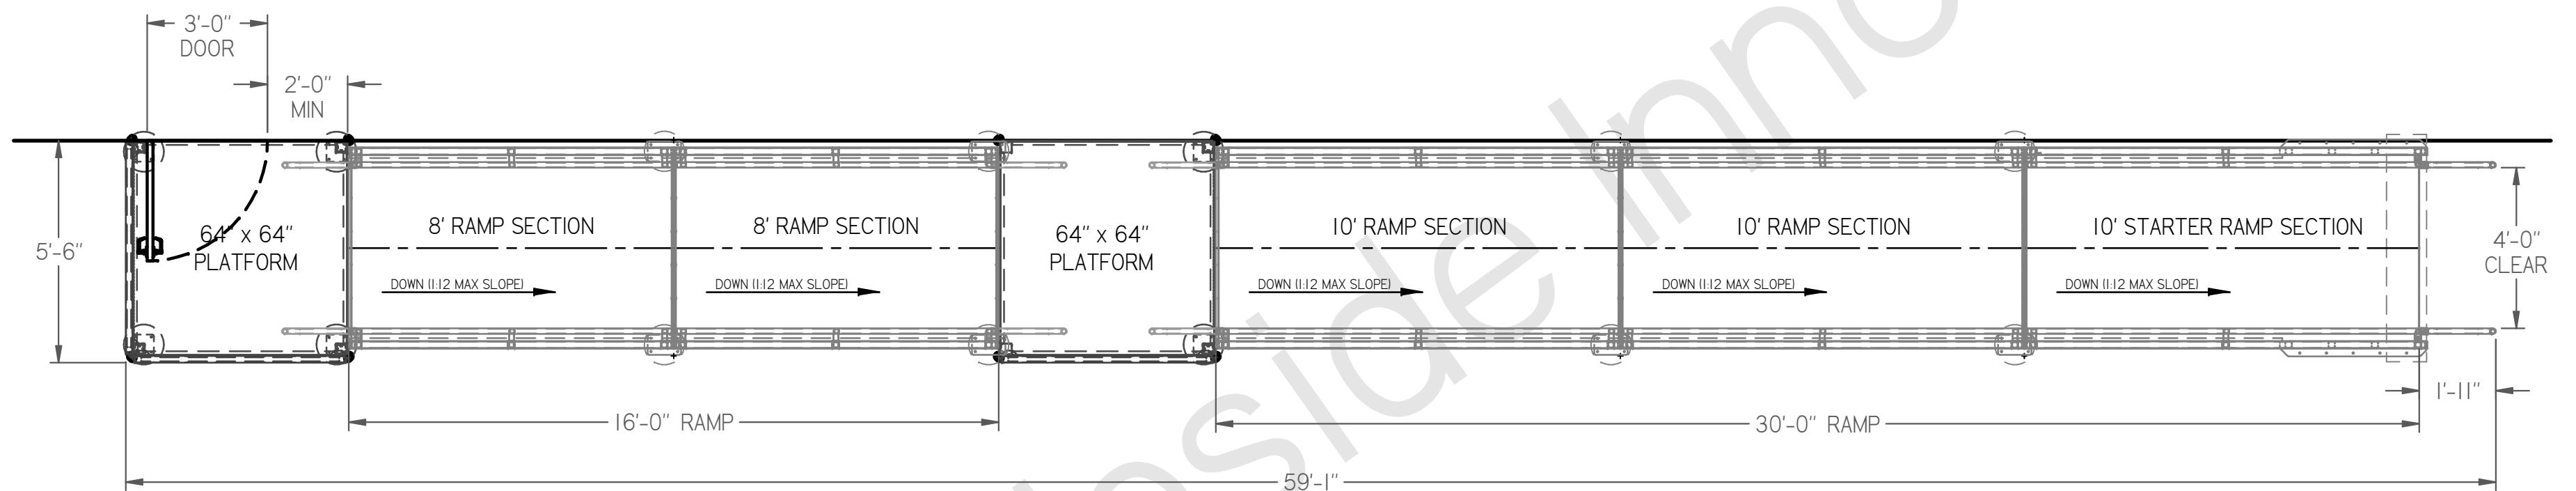 3'-0"
DOOR
2'-0"
MIN
5'-6"
64" x 64"
PLATFORM
8' RAMP SECTION
DOWN (1:12 MAX SLOPE)
8' RAMP SECTION
DOWN (1:12 MAX SLOPE)
64" x 64"
PLATFORM
10' RAMP SECTION
DOWN (1:12 MAX SLOPE)
10' RAMP SECTION
DOWN (1:12 MAX SLOPE)
10' STARTER RAMP SECTION
DOWN (1:12 MAX SLOPE)
4'-0"
CLEAR
1'-11"
16'-0" RAMP
30'-0" RAMP
59'-1"